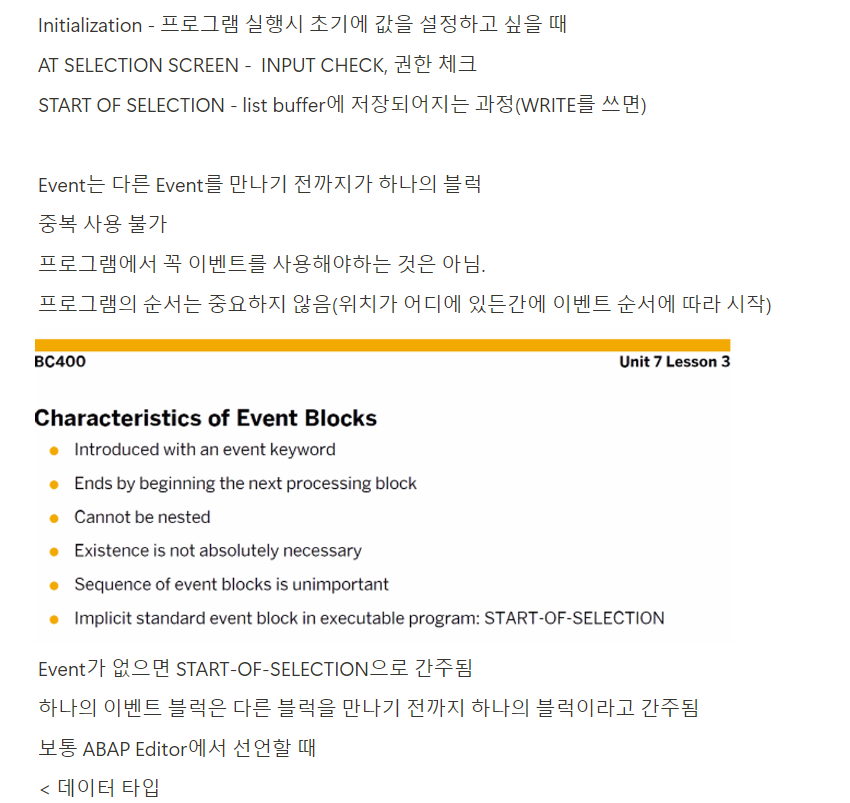 Initialization - 프로그램 실행시 초기에 값을 설정하고 싶을 때
AT SELECTION SCREEN - INPUT CHECK, 권한 체크
START OF SELECTION - list buffer에 저장되어지는 과정(WRITE를 쓰면)
Event는 다른 Event를 만나기 전까지가 하나의 블럭
중복 사용 불가
프로그램에서 꼭 이벤트를 사용해야하는 것은 아님.
프로그램의 순서는 중요하지 않음(위치가 어디에 있든간에 이벤트 순서에 따라 시작)
BC400 Unit 7 Lesson 3
Characteristics of Event Blocks
● Introduced with an event keyword
● Ends by beginning the next processing block
● Cannot be nested
● Existence is not absolutely necessary
● Sequence of event blocks is unimportant
● Implicit standard event block in executable program: START-OF-SELECTION
Event가 없으면 START-OF-SELECTION으로 간주됨
하나의 이벤트 블럭은 다른 블럭을 만나기 전까지 하나의 블럭이라고 간주됨
보통 ABAP Editor에서 선언할 때
< 데이터 타입